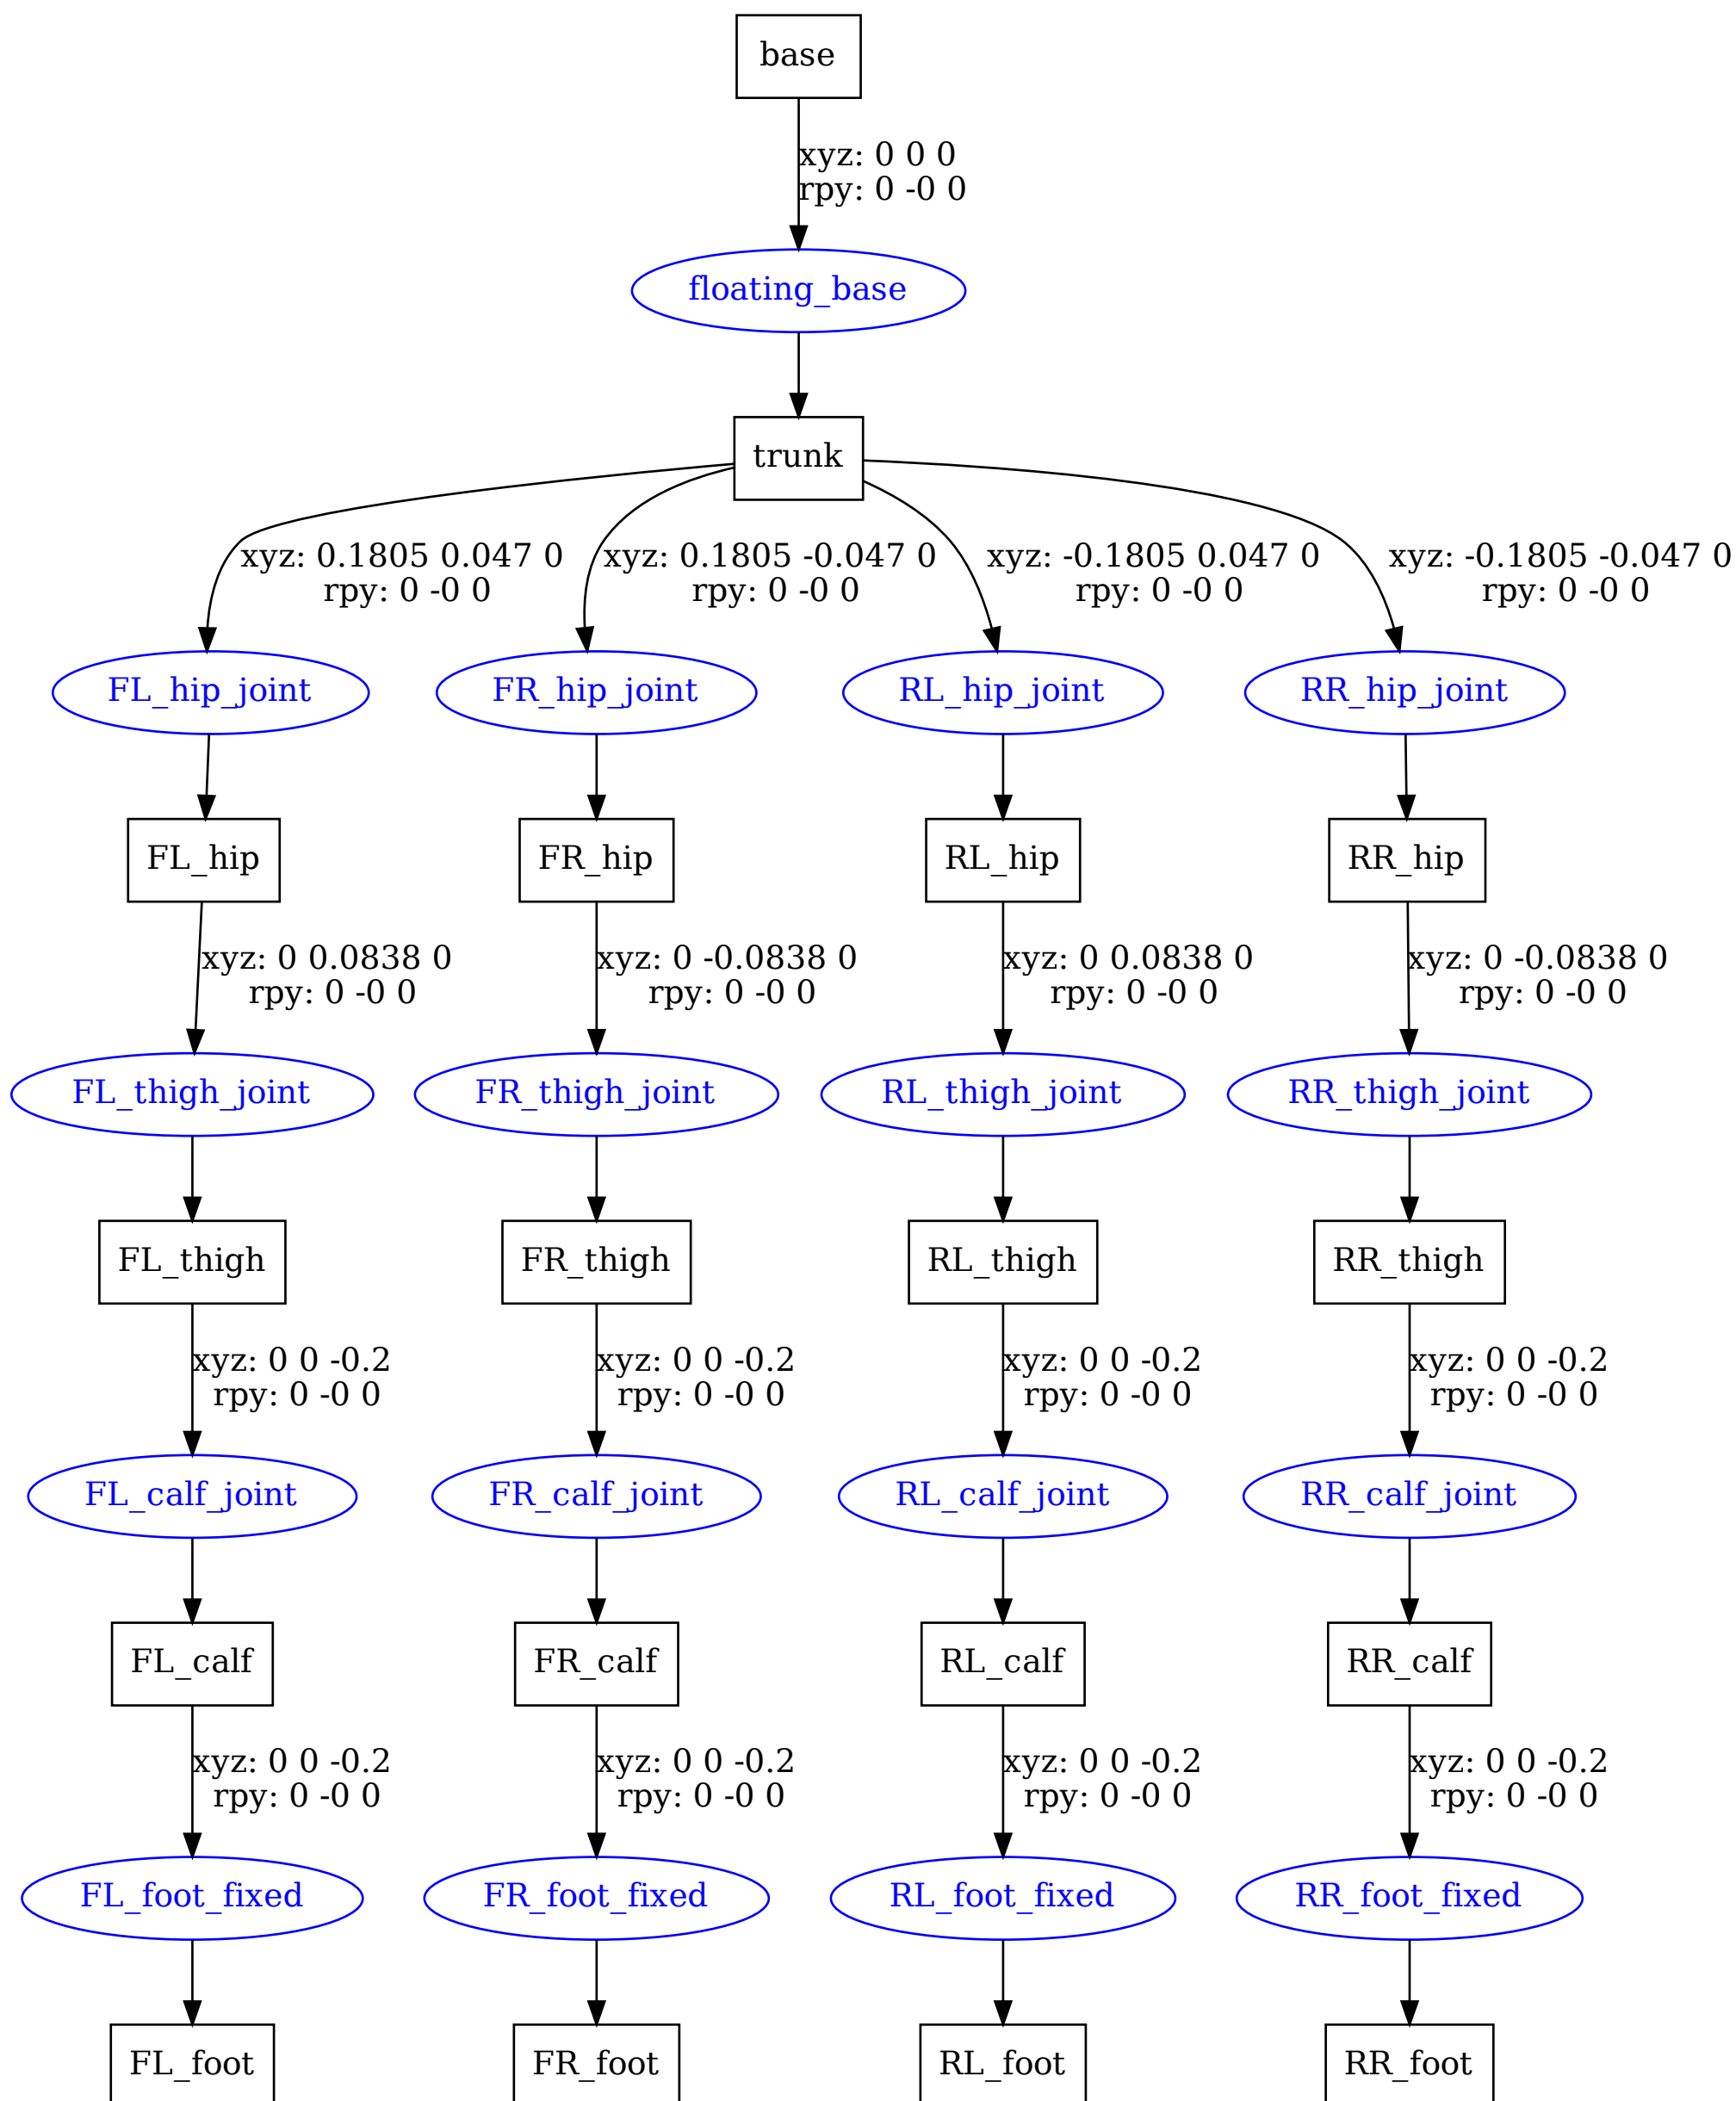 base
xyz: 0 0 0
rpy: 0 -0 0
floating_base
trunk
xyz: 0.1805 0.047 0
rpy: 0 -0 0
xyz: 0.1805 -0.047 0
rpy: 0 -0 0
xyz: -0.1805 0.047 0
rpy: 0 -0 0
xyz: -0.1805 -0.047 0
rpy: 0 -0 0
FL_hip_joint
FR_hip_joint
RL_hip_joint
RR_hip_joint
FL_hip
FR_hip
RL_hip
RR_hip
xyz: 0 0.0838 0
rpy: 0 -0 0
xyz: 0 -0.0838 0
rpy: 0 -0 0
xyz: 0 0.0838 0
rpy: 0 -0 0
xyz: 0 -0.0838 0
rpy: 0 -0 0
FL_thigh_joint
FR_thigh_joint
RL_thigh_joint
RR_thigh_joint
FL_thigh
FR_thigh
RL_thigh
RR_thigh
xyz: 0 0 -0.2
rpy: 0 -0 0
xyz: 0 0 -0.2
rpy: 0 -0 0
xyz: 0 0 -0.2
rpy: 0 -0 0
xyz: 0 0 -0.2
rpy: 0 -0 0
FL_calf_joint
FR_calf_joint
RL_calf_joint
RR_calf_joint
FL_calf
FR_calf
RL_calf
RR_calf
xyz: 0 0 -0.2
rpy: 0 -0 0
xyz: 0 0 -0.2
rpy: 0 -0 0
xyz: 0 0 -0.2
rpy: 0 -0 0
xyz: 0 0 -0.2
rpy: 0 -0 0
FL_foot_fixed
FR_foot_fixed
RL_foot_fixed
RR_foot_fixed
FL_foot
FR_foot
RL_foot
RR_foot